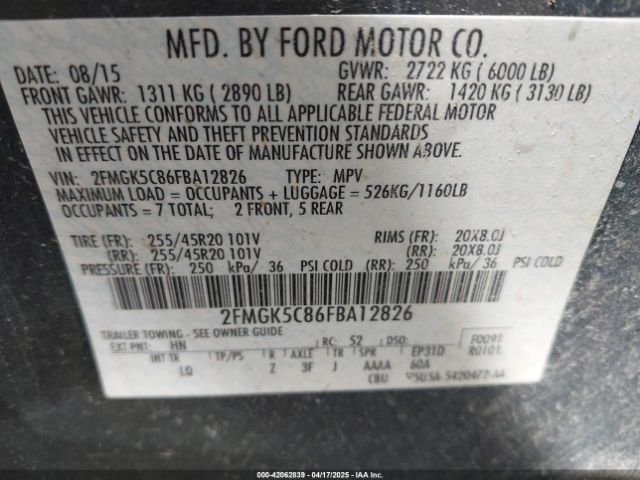 MFD. BY FORD MOTOR CO.
DATE: 08/15 GVWR: 2722 KG ( 6000 LB)
FRONT GAWR: 1311 KG ( 2890 LB) REAR GAWR: 1420 KG ( 3130 LB)
THIS VEHICLE CONFORMS TO ALL APPLICABLE FEDERAL MOTOR
VEHICLE SAFETY AND THEFT PREVENTION STANDARDS
IN EFFECT ON THE DATE OF MANUFACTURE SHOWN ABOVE.
VIN: 2FMGK5C86FBA12826 TYPE: MPV
MAXIMUM LOAD = OCCUPANTS + LUGGAGE = 526KG/1160LB
OCCUPANTS = 7 TOTAL; 2 FRONT, 5 REAR
TIRE (FR): 255/45R20 101V RIMS (FR): 20X8.0J
(RR): 255/45R20 101V (RR): 20X8.0J
PRESSURE (FR): 250 kPa/ 36 PSI COLD (RR): 250 kPa/ 36 PSI COLD
2FMGK5C86FBA12826
TRAILER TOWING - SEE OWNER GUIDE
EXT PNT: HN RC: 52 DSO: F0091
INT TR TP/PS R AXLE TR SPR EP31D R0101
LQ Z 3F J AAAA 60A
CBU
000-42062839 04/17/2025 IAAI.COM